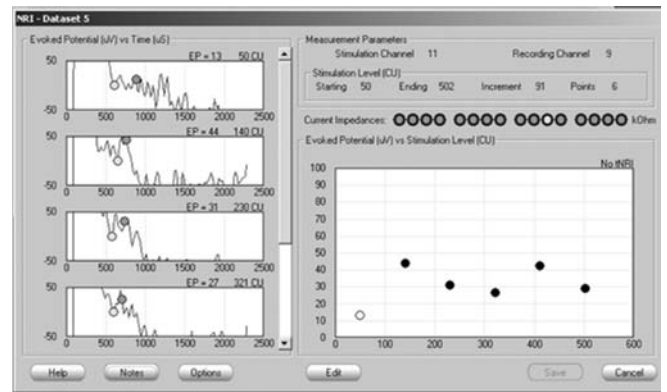 NRI - Dataset 5
Evoked Potential (uV) vs Time (uS)
EP = 13 50 CU
50
-50
0 500 1000 1500 2000 2500
EP = 44 140 CU
50
-50
0 500 1000 1500 2000 2500
EP = 31 230 CU
50
-50
0 500 1000 1500 2000 2500
EP = 27 321 CU
50
-50
0 500 1000 1500 2000 2500
Measurement Parameters
Stimulation Channel 11 Recording Channel 9
Stimulation Level (CU)
Starting 50 Ending 502 Increment 91 Points 6
Current Impedances: kOhm
Evoked Potential (uV) vs Stimulation Level (CU)
No tNRI
100
90
80
70
60
50
40
30
20
10
0
0 100 200 300 400 500 600
Help Notes Options Edit Save Cancel